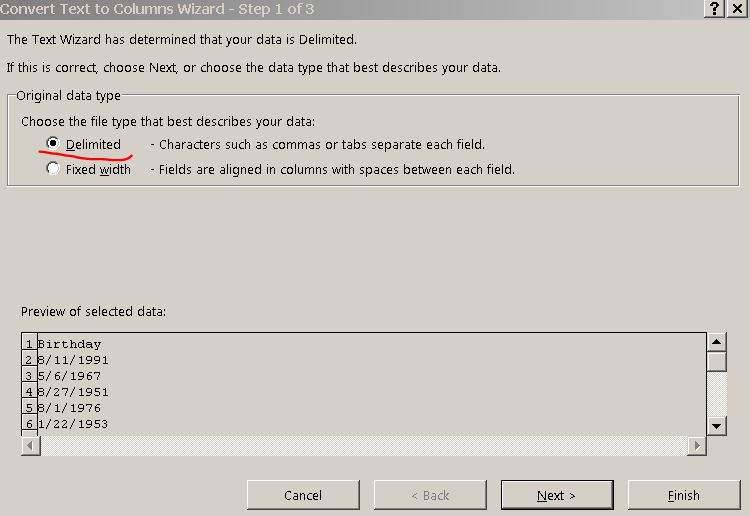 Convert Text to Columns Wizard - Step 1 of 3
The Text Wizard has determined that your data is Delimited.
If this is correct, choose Next, or choose the data type that best describes your data.
Original data type
Choose the file type that best describes your data:
Delimited - Characters such as commas or tabs separate each field.
Fixed width - Fields are aligned in columns with spaces between each field.
Preview of selected data:
1 Birthday
2 8/11/1991
3 5/6/1967
4 8/27/1951
5 8/1/1976
6 1/22/1953
Cancel < Back Next > Finish